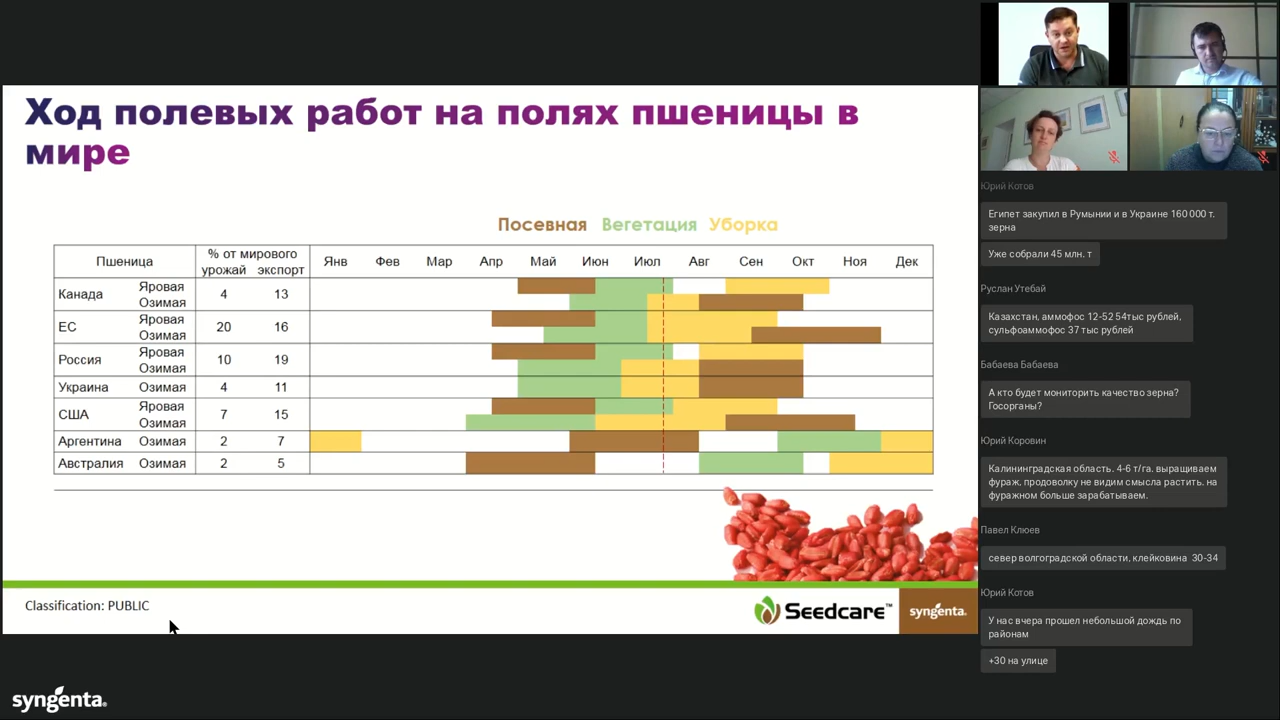 Ход полевых работ на полях пшеницы в
мире
Посевная Вегетация Уборка
Пшеница % от мирового Янв Фев Мар Апр Май Июн Июл Авг Сен Окт Ноя Дек
урожай экспорт
Канада Яровая 4 13
Озимая
ЕС Яровая 20 16
Озимая
Россия Яровая 10 19
Озимая
Украина Озимая 4 11
США Яровая 7 15
Озимая
Аргентина Озимая 2 7
Австралия Озимая 2 5
Classification: PUBLIC
Seedcare™
syngenta
syngenta
Юрий Котов
Египет закупил в Румынии и в Украине 160 000 т.
зерна
Уже собрали 45 млн. т
Руслан Утебай
Казахстан, аммофос 12-52 54тыс рублей,
сульфоаммофос 37 тыс рублей
Бабаева Бабаева
А кто будет мониторить качество зерна?
Госорганы?
Юрий Коровин
Калининградская область. 4-6 т/га. выращиваем
фураж. продоволку не видим смысла растить. на
фуражном больше зарабатываем.
Павел Клюев
север волгоградской области, клейковина 30-34
Юрий Котов
У нас вчера прошел небольшой дождь по
районам
+30 на улице